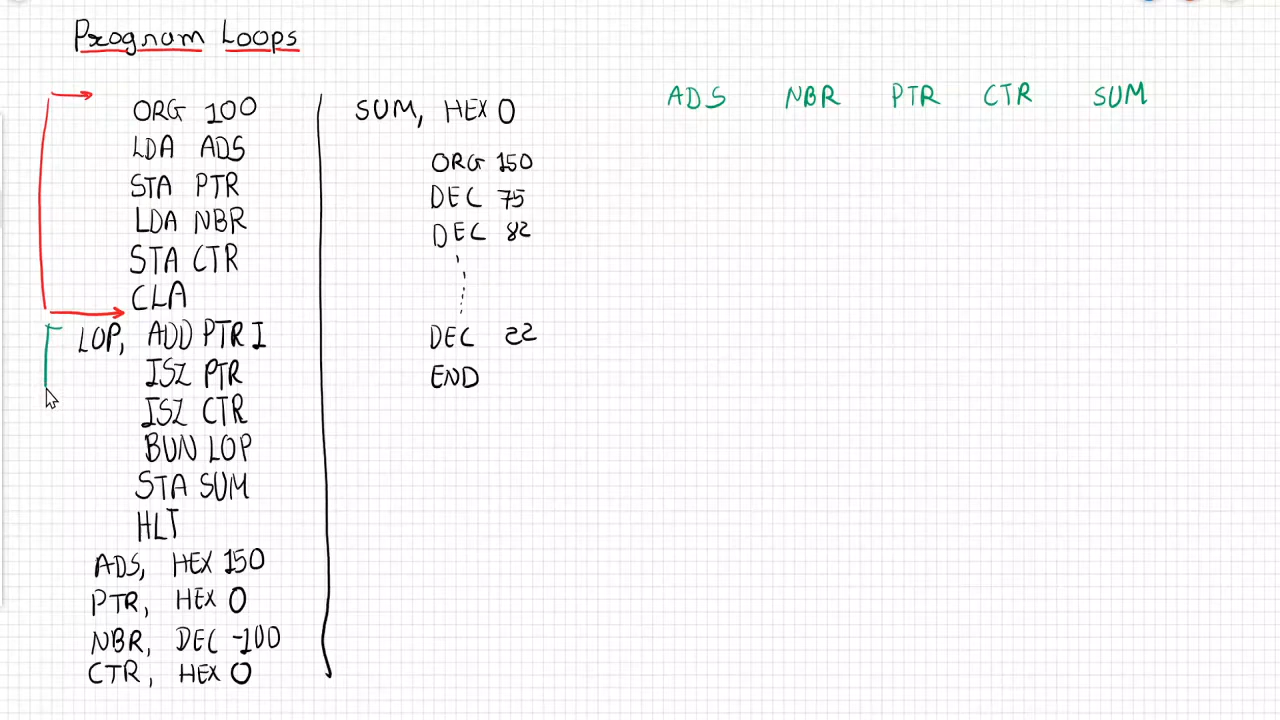 Program Loops
ORG 100
LDA ADS
STA PTR
LDA NBR
STA CTR
CLA
LOP, ADD PTR I
ISZ PTR
ISZ CTR
BUN LOP
STA SUM
HLT
ADS, HEX 150
PTR, HEX 0
NBR, DEC -100
CTR, HEX 0
SUM, HEX 0
ORG 150
DEC 75
DEC 82
DEC 22
END
ADS NBR PTR CTR SUM